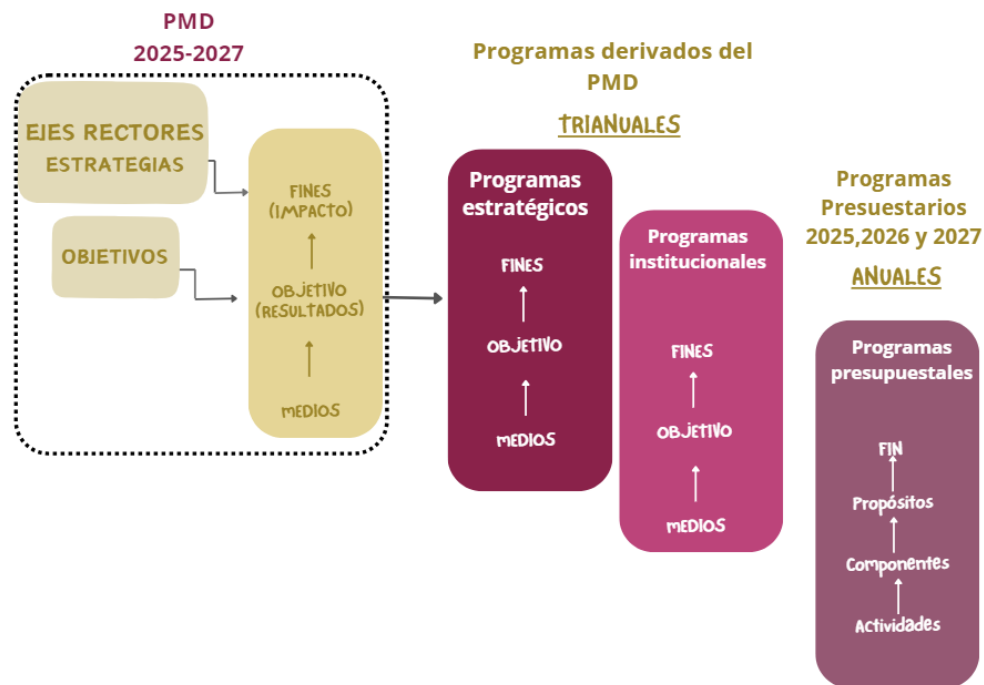 PMD
2025-2027
EJES RECTORES
ESTRATEGIAS
OBJETIVOS
FINES
(IMPACTO)
OBJETIVO
(RESULTADOS)
MEDIOS
Programas derivados del
PMD
TRIANUALES
Programas
estratégicos
FINES
OBJETIVO
MEDIOS
Programas
institucionales
FINES
OBJETIVO
MEDIOS
Programas
Presuestarios
2025,2026 y 2027
ANUALES
Programas
presupuestales
FIN
Propósitos
Componentes
Actividades